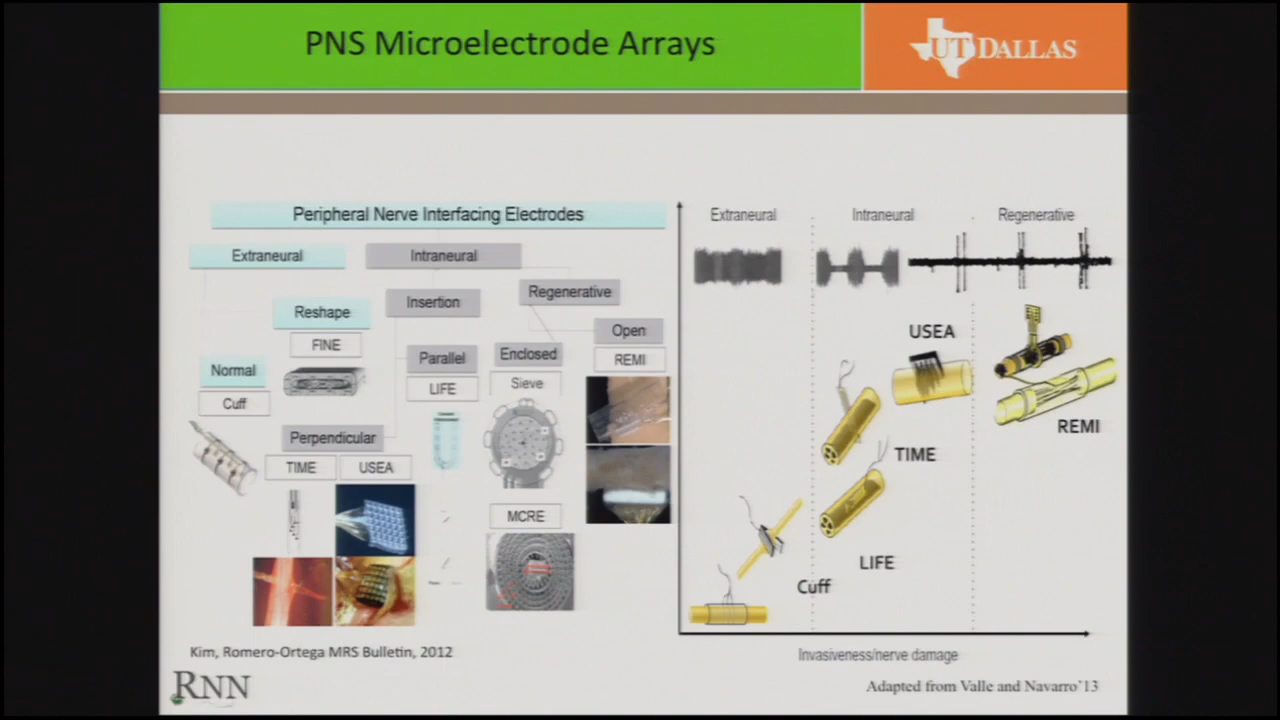 PNS Microelectrode Arrays
UT DALLAS
Peripheral Nerve Interfacing Electrodes
Extraneural
Intraneural
Reshape
FINE
Normal
Cuff
Insertion
Regenerative
Parallel
LIFE
Enclosed
Sieve
Open
REMI
Perpendicular
TIME
USEA
MCRE
Kim, Romero-Ortega MRS Bulletin, 2012
RNN
Extraneural
Intraneural
Regenerative
USEA
REMI
TIME
LIFE
Cuff
Invasiveness/nerve damage
Adapted from Valle and Navarro'13